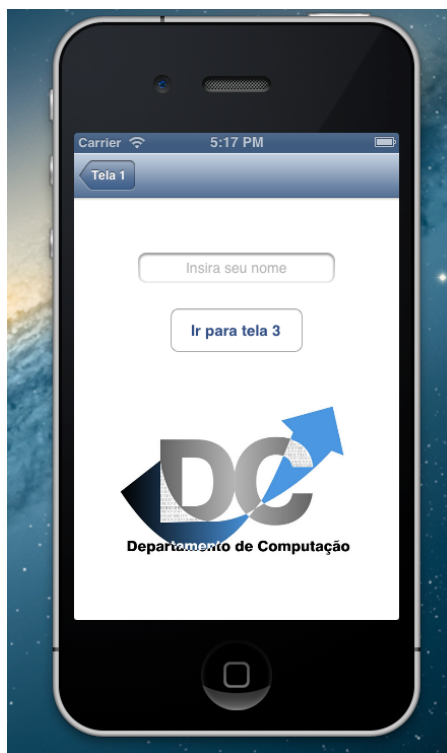 Carrier 5:17 PM
Tela 1
Insira seu nome
Ir para tela 3
DC
Departamento de Computação